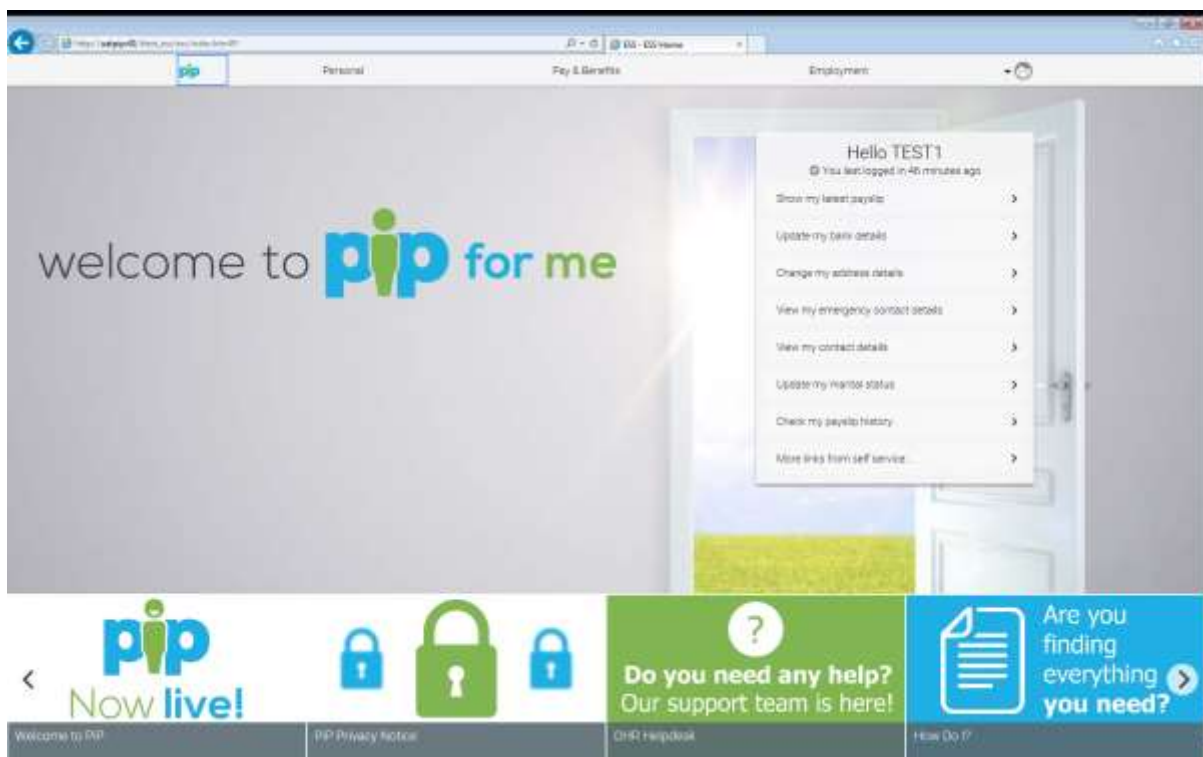 ESS - ESS Home
pip
Personal
Pay & Benefits
Employment
welcome to pip for me
Hello TEST1
You last logged in 46 minutes ago
Show my latest payslip
Update my bank details
Change my address details
View my emergency contact details
View my contact details
Update my marital status
Check my payslip history
More links from self service...
pip
Now live!
?
Do you need any help?
Our support team is here!
Are you
finding
everything
you need?
Welcome to PIP
PIP Privacy Notice
OHR Helpdesk
How Do I?